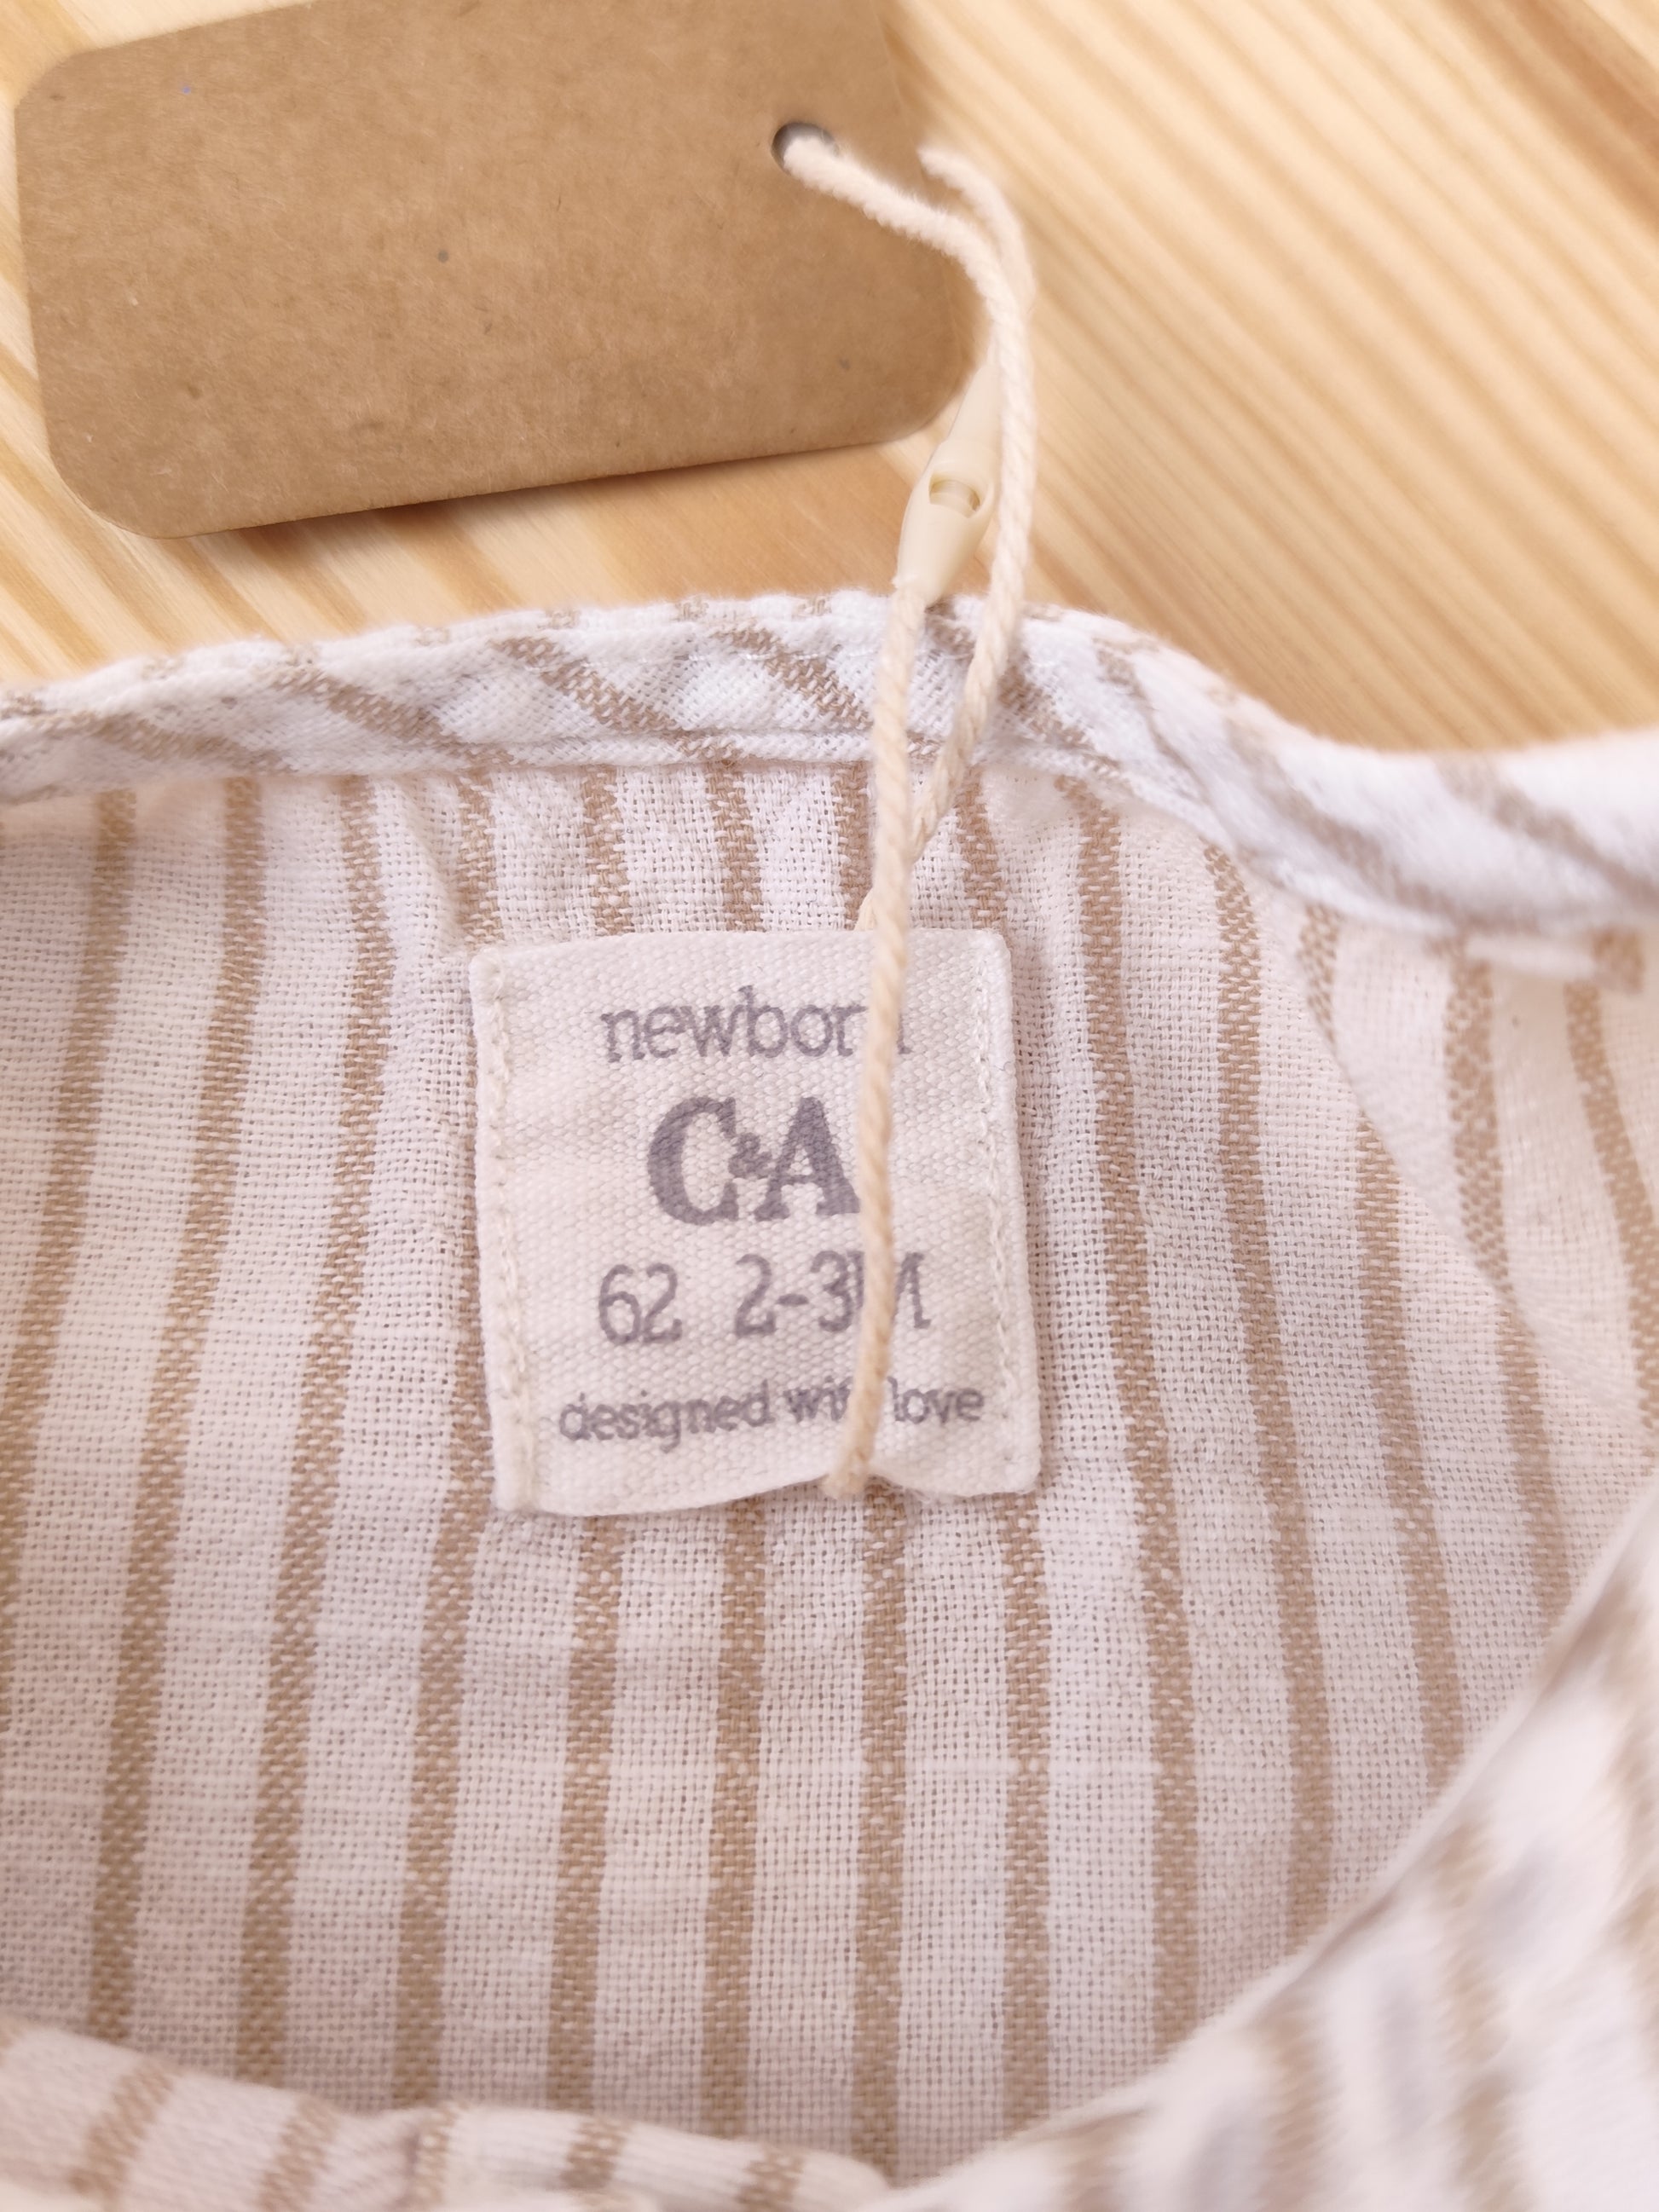 newborn
C&A
62 2-3M
designed with love